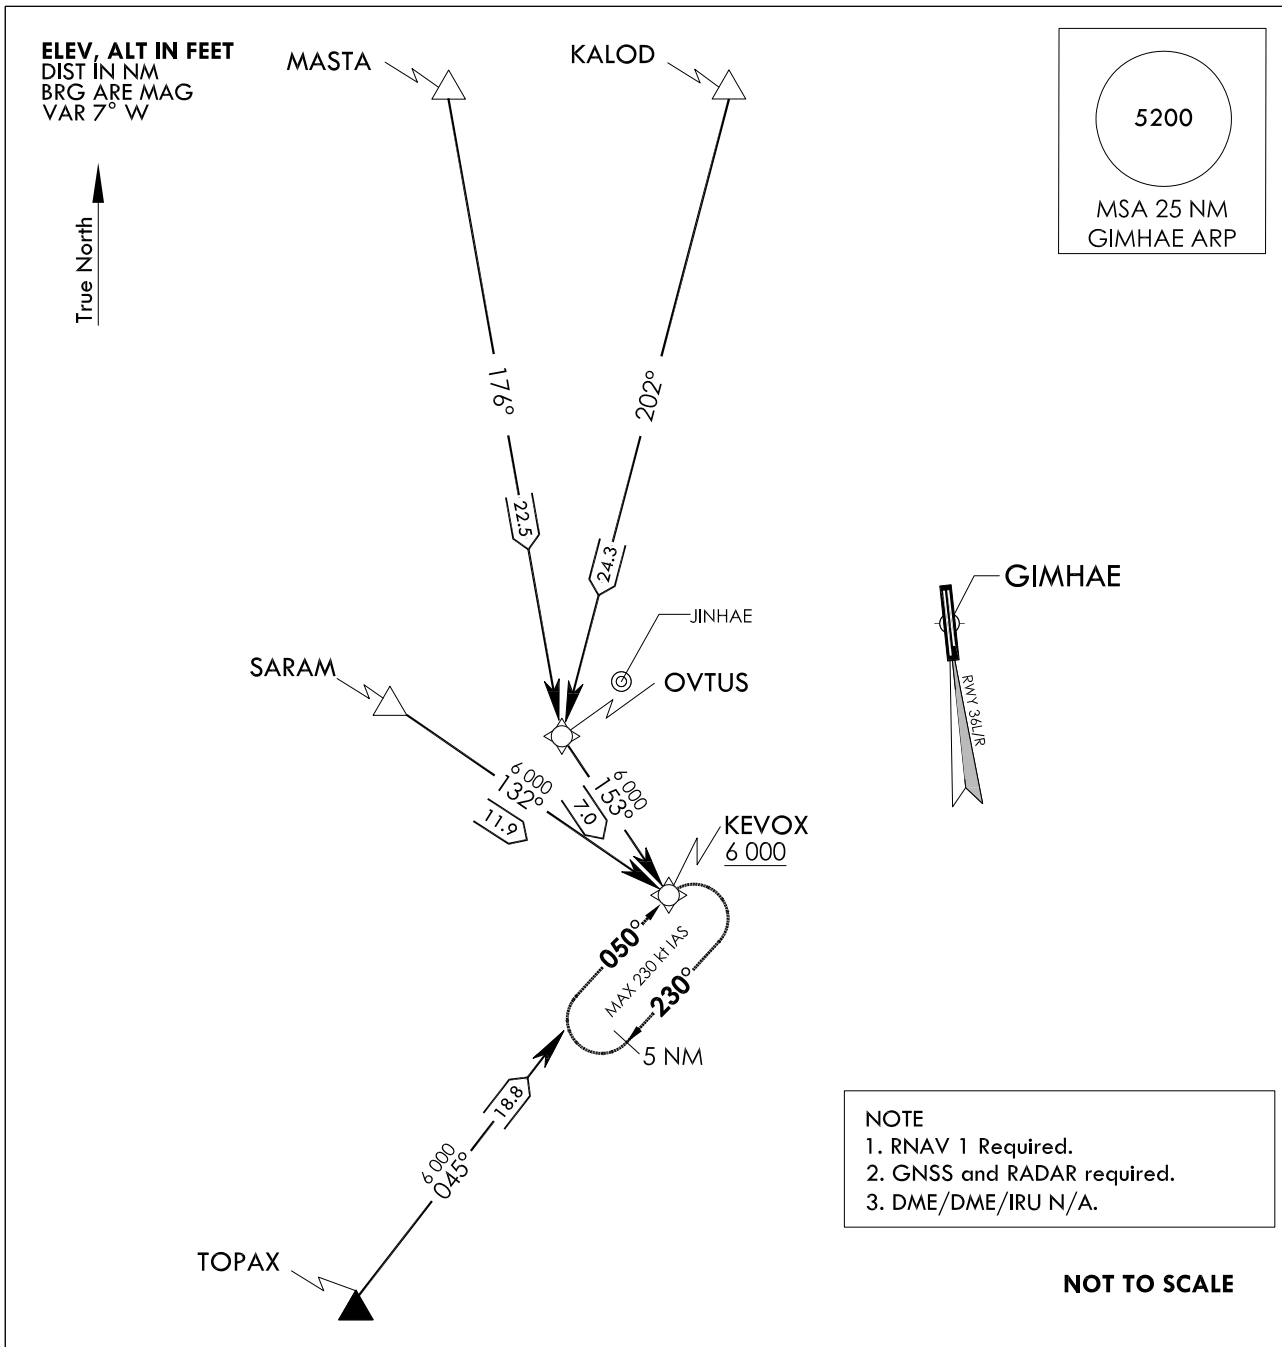 ELEV, ALT IN FEET
DIST IN NM
BRG ARE MAG
VAR 7° W
True North
MASTA
KALOD
5200
MSA 25 NM
GIMHAE ARP
176°
202°
22.5
24.3
GIMHAE
JINHAE
SARAM
OVTUS
RWY 36L/R
6 000
132°
11.9
6 000
153°
7.0
KEVOX
6 000
050°
MAX 230 kt IAS
230°
5 NM
18.8
6 000
045°
TOPAX
NOTE
1. RNAV 1 Required.
2. GNSS and RADAR required.
3. DME/DME/IRU N/A.
NOT TO SCALE